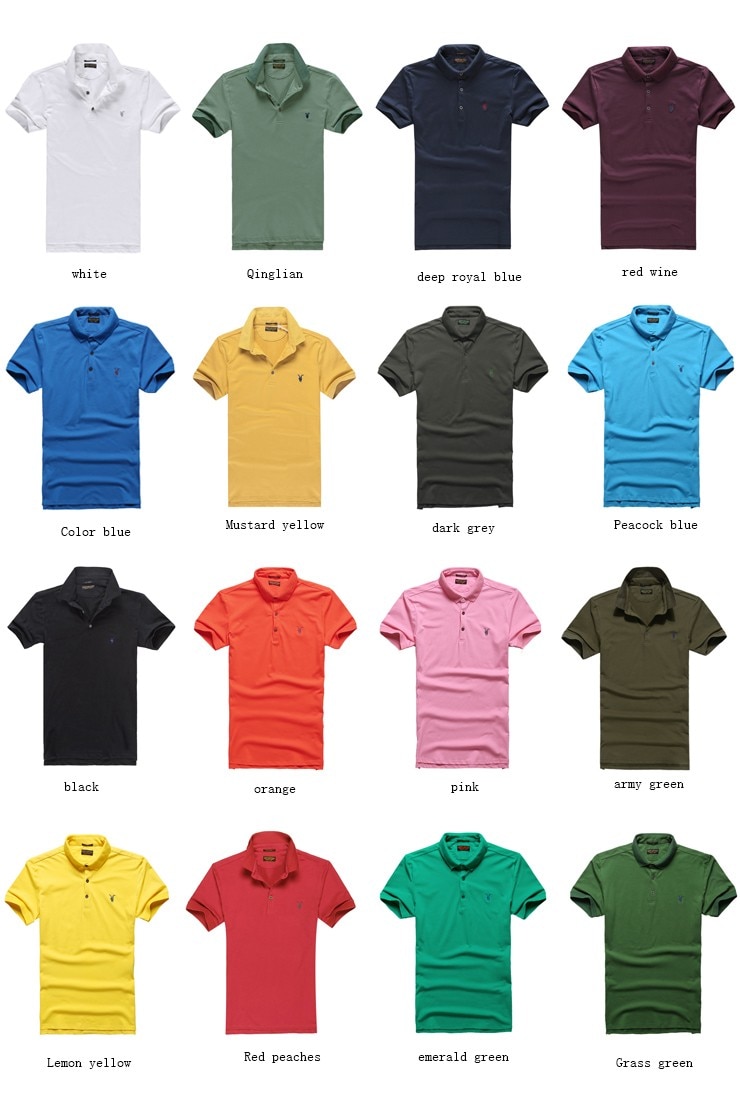 white
Qinglian
deep royal blue
red wine
Color blue
Mustard yellow
dark grey
Peacock blue
black
orange
pink
army green
Lemon yellow
Red peaches
emerald green
Grass green